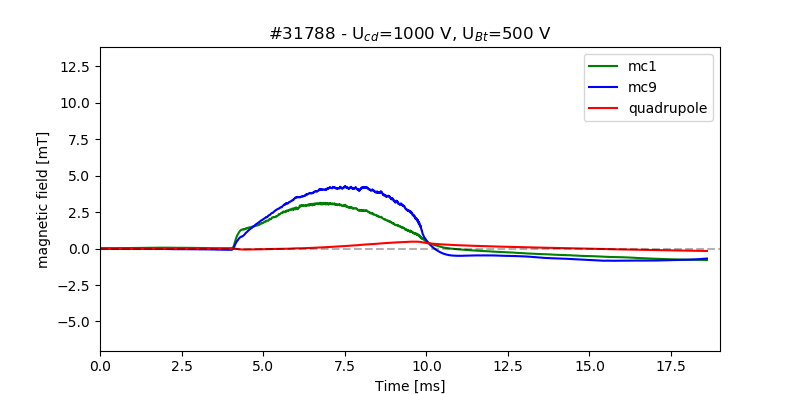 #31788 - U_cd=1000 V, U_Bt=500 V
mc1
mc9
quadrupole
magnetic field [mT]
12.5
10.0
7.5
5.0
2.5
0.0
−2.5
−5.0
0.0 2.5 5.0 7.5 10.0 12.5 15.0 17.5
Time [ms]